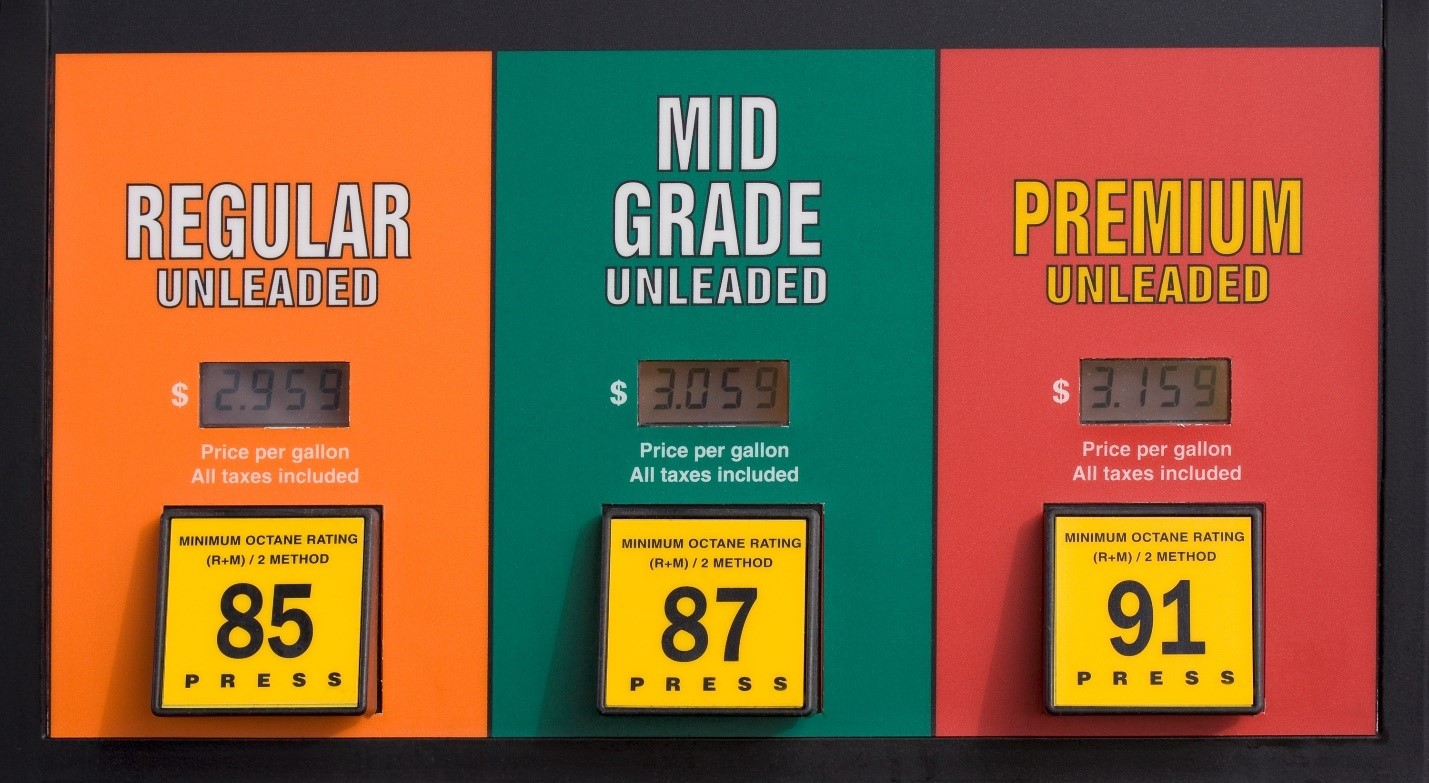 REGULAR
UNLEADED
$ 2.959
Price per gallon
All taxes included
MINIMUM OCTANE RATING
(R+M) / 2 METHOD
85
PRESS
MID
GRADE
UNLEADED
$ 3.059
Price per gallon
All taxes included
MINIMUM OCTANE RATING
(R+M) / 2 METHOD
87
PRESS
PREMIUM
UNLEADED
$ 3.159
Price per gallon
All taxes included
MINIMUM OCTANE RATING
(R+M) / 2 METHOD
91
PRESS